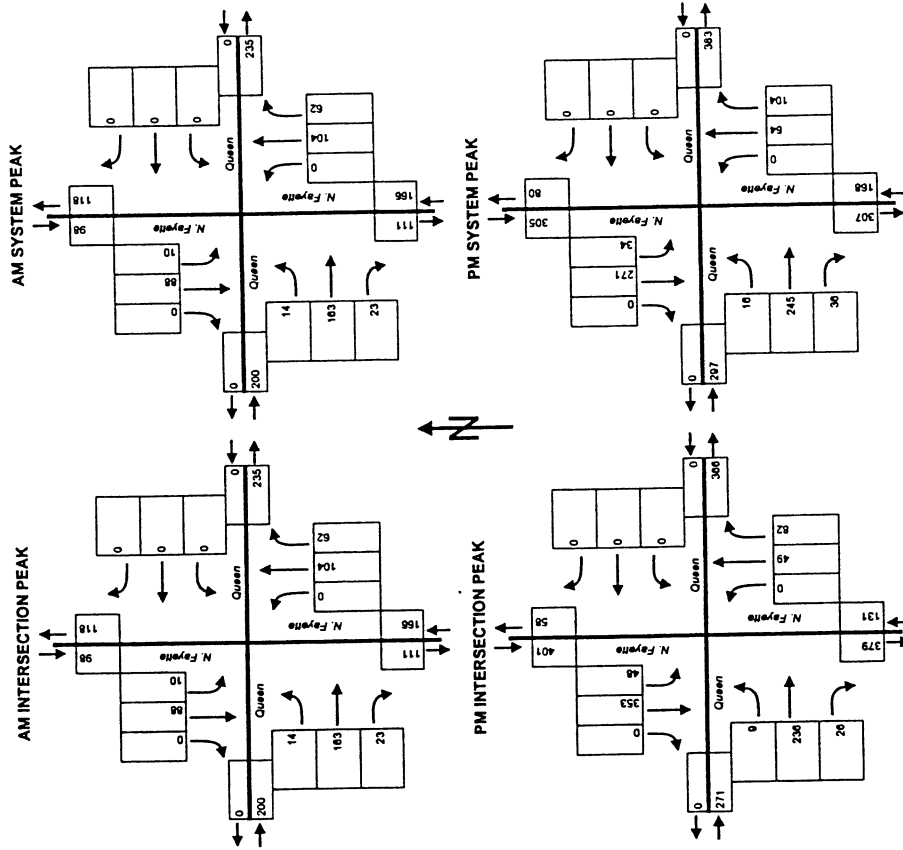 AM INTERSECTION PEAK
98 118
0 88 10
0
0
0
N. Fayette
Queen
Queen
0
200
0
235
14
163
23
N. Fayette
0 104 62
111 166
AM SYSTEM PEAK
98 118
0 88 10
0
0
0
N. Fayette
Queen
Queen
0
200
0
235
14
163
23
N. Fayette
0 104 62
111 166
N
PM INTERSECTION PEAK
401 58
0 353 48
0
0
0
N. Fayette
Queen
Queen
0
271
0
366
9
236
26
N. Fayette
0 49 82
379 131
PM SYSTEM PEAK
305 80
0 271 34
0
0
0
N. Fayette
Queen
Queen
0
297
0
383
16
245
36
N. Fayette
0 64 104
307 168